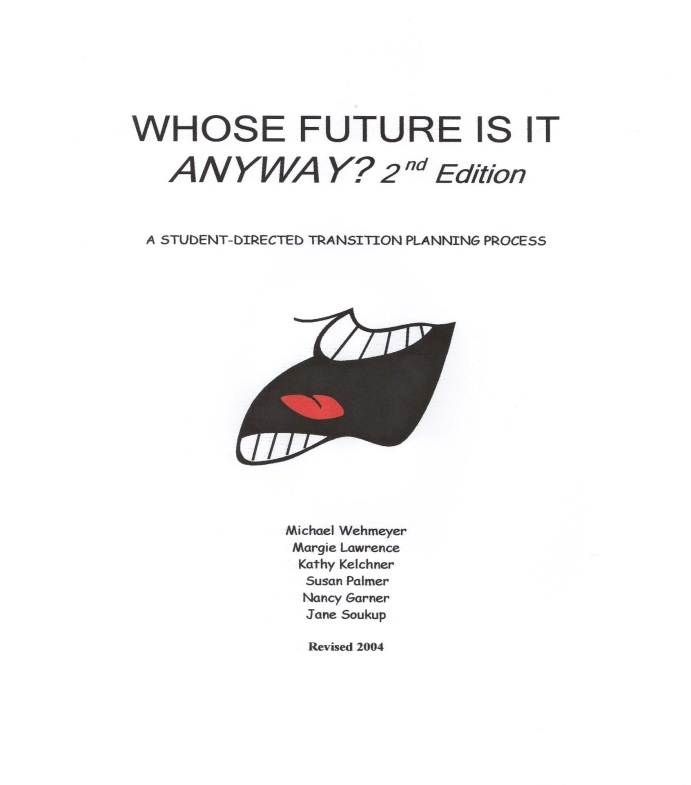 WHOSE FUTURE IS IT
ANYWAY? 2nd Edition
A STUDENT-DIRECTED TRANSITION PLANNING PROCESS
Michael Wehmeyer
Margie Lawrence
Kathy Kelchner
Susan Palmer
Nancy Garner
Jane Soukup
Revised 2004